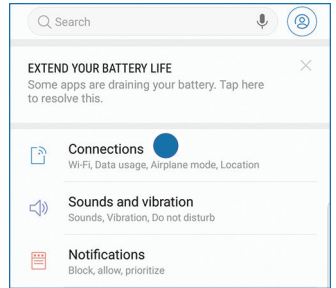 Search
EXTEND YOUR BATTERY LIFE
Some apps are draining your battery. Tap here
to resolve this.
Connections
Wi-Fi, Data usage, Airplane mode, Location
Sounds and vibration
Sounds, Vibration, Do not disturb
Notifications
Block, allow, prioritize